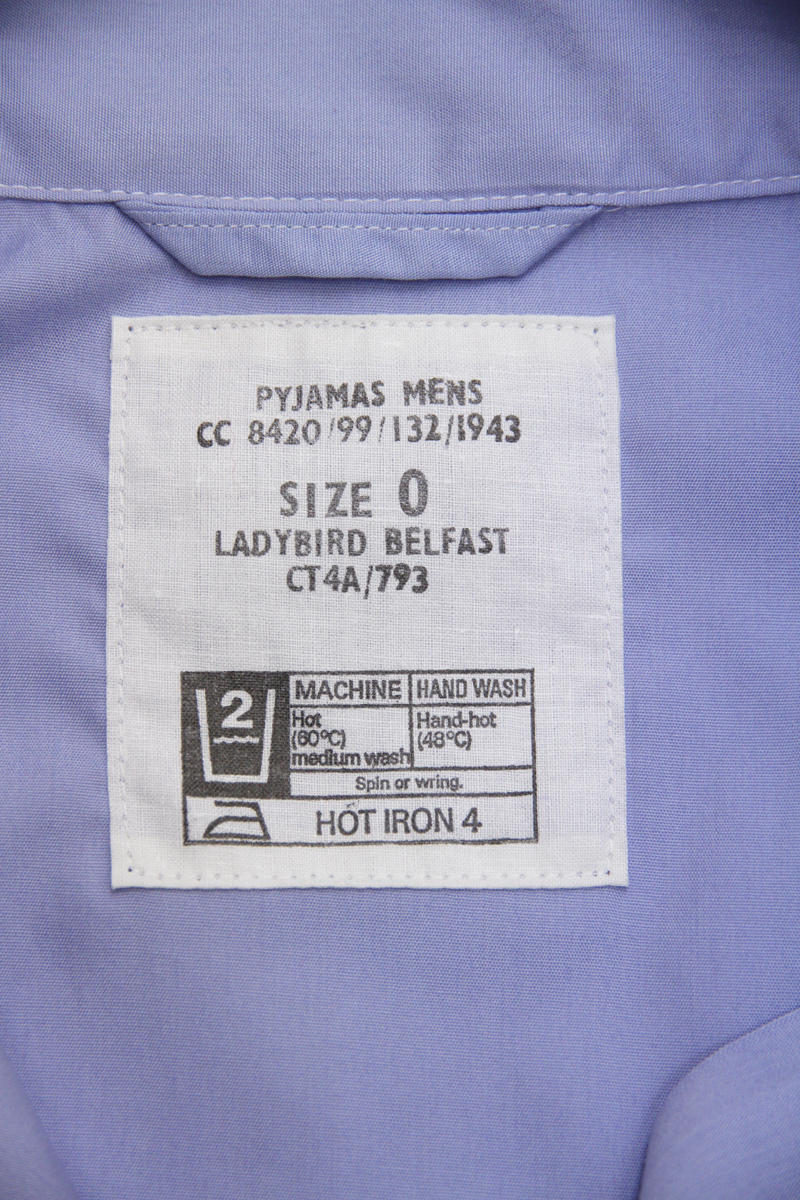 PYJAMAS MENS
CC 8420/99/132/1943
SIZE 0
LADYBIRD BELFAST
CT4A/793
2
MACHINE HAND WASH
Hot Hand-hot
(60°C) (48°C)
medium wash
Spin or wring.
HOT IRON 4